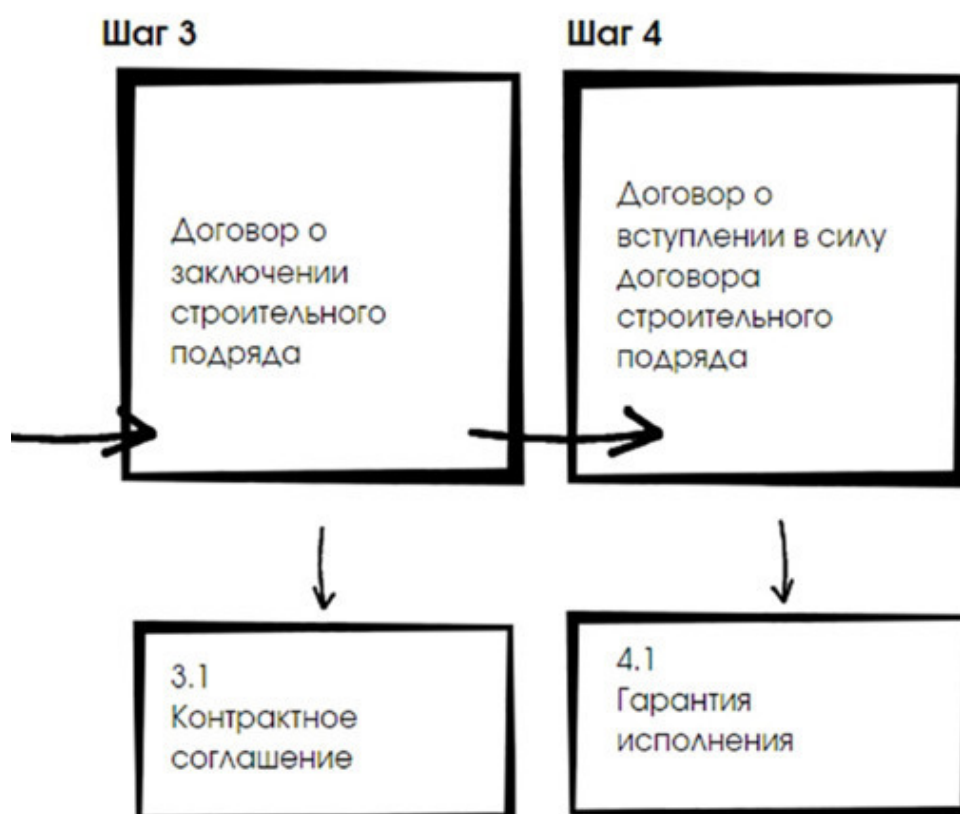 Шаг 3
Договор о
заключении
строительного
подряда
3.1
Контрактное
соглашение
Шаг 4
Договор о
вступлении в силу
договора
строительного
подряда
4.1
Гарантия
исполнения